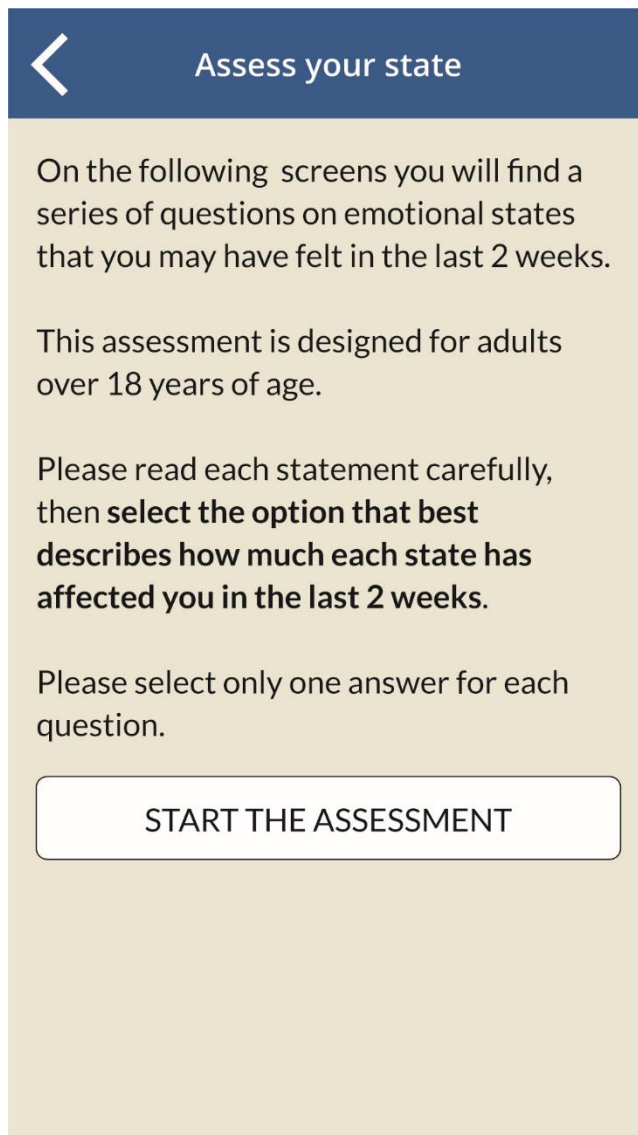 Assess your state
On the following  screens you will find a
series of questions on emotional states
that you may have felt in the last 2 weeks.
This assessment is designed for adults
over 18 years of age.
Please read each statement carefully,
then select the option that best
describes how much each state has
affected you in the last 2 weeks.
Please select only one answer for each
question.
START THE ASSESSMENT